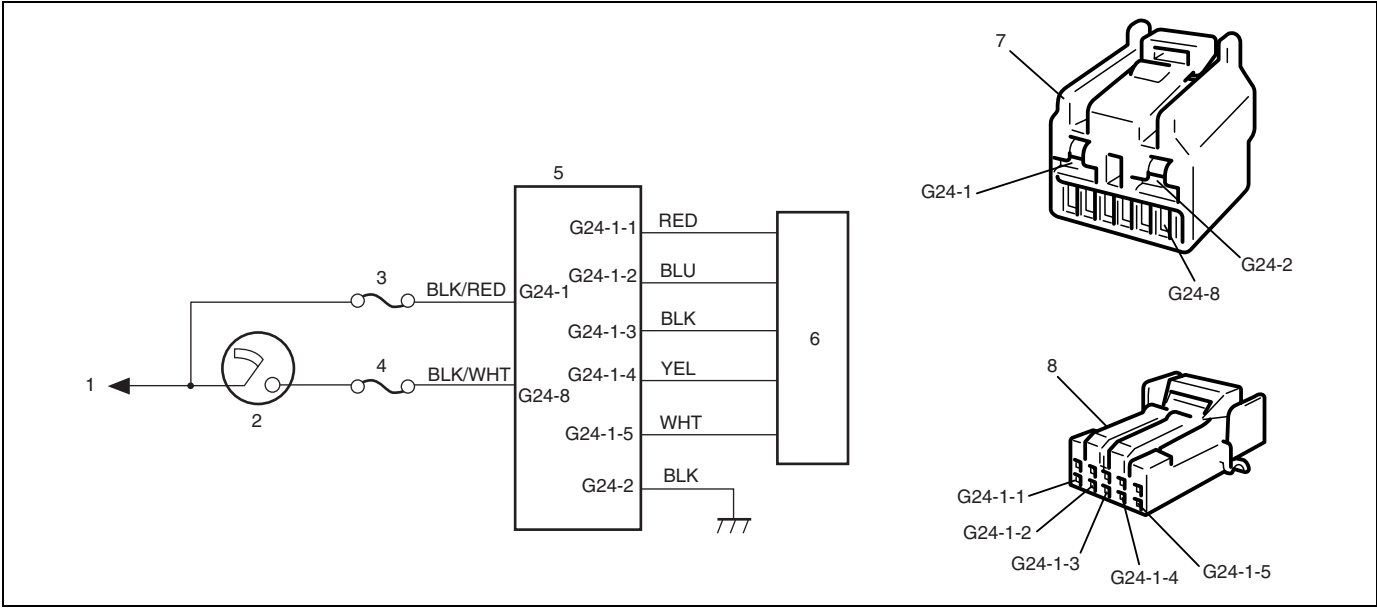 1
2
3
4
BLK/RED
BLK/WHT
5
G24-1
G24-8
G24-1-1
G24-1-2
G24-1-3
G24-1-4
G24-1-5
G24-2
RED
BLU
BLK
YEL
WHT
BLK
6
7
G24-1
G24-2
G24-8
8
G24-1-1
G24-1-2
G24-1-3
G24-1-4
G24-1-5